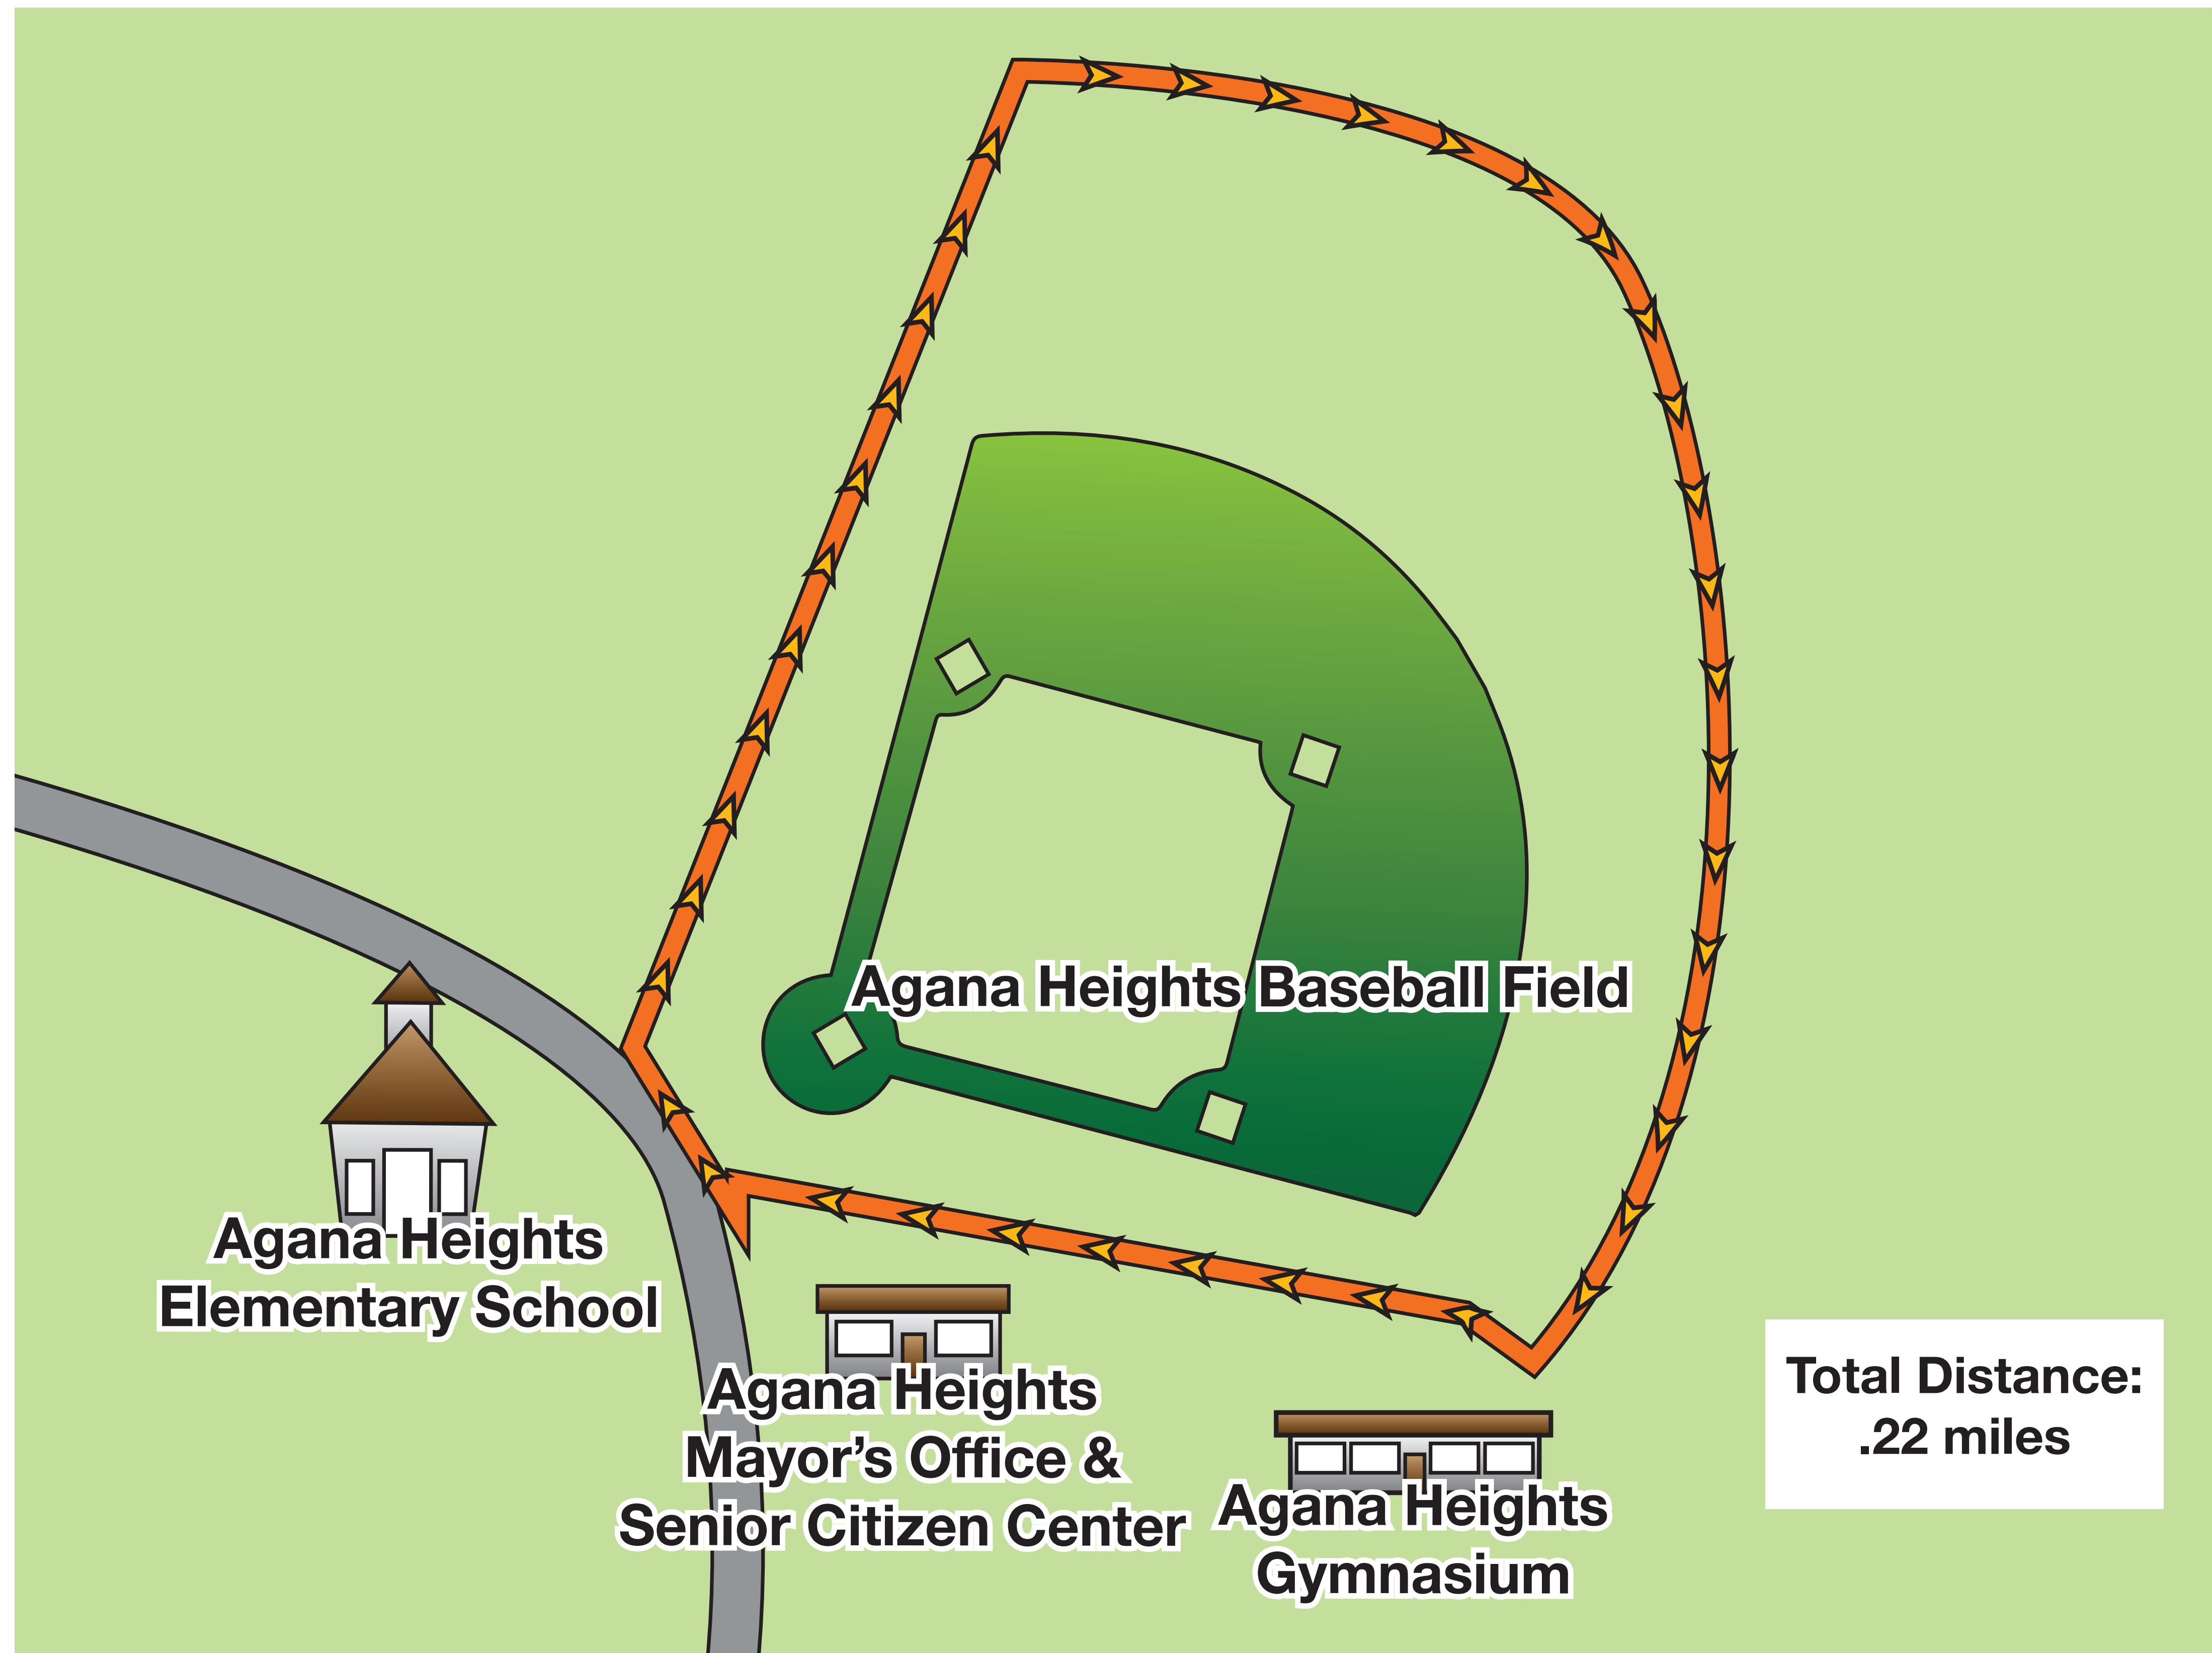 Agana Heights Baseball Field
Agana Heights
Elementary School
Agana Heights
Mayor’s Office &
Senior Citizen Center
Agana Heights
Gymnasium
Total Distance:
.22 miles